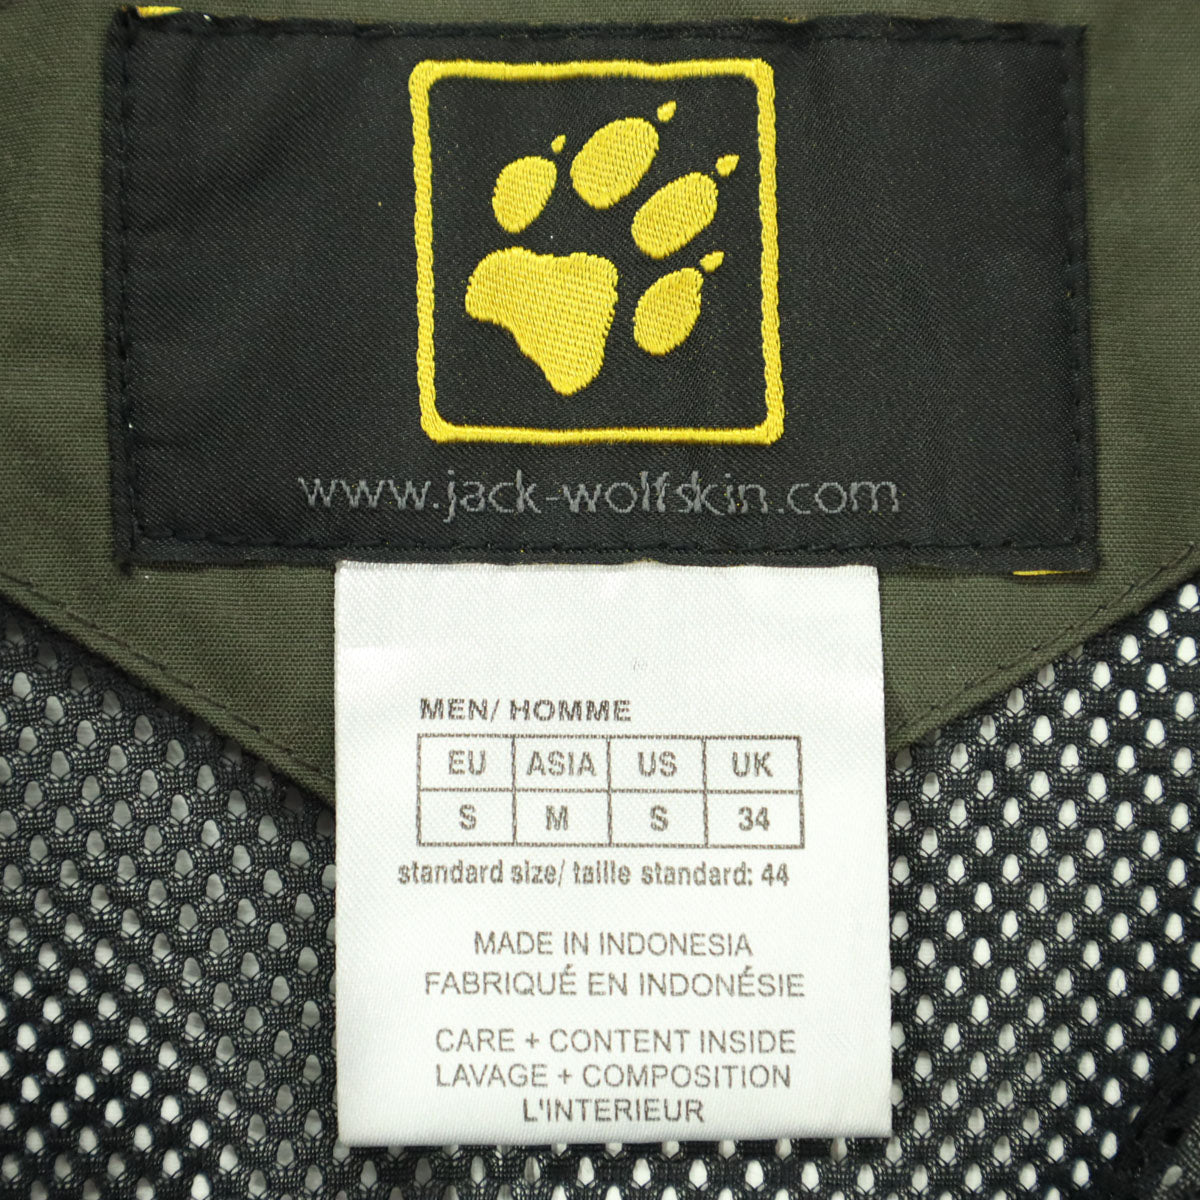 www.jack-wolfskin.com
MEN/ HOMME
EU ASIA US UK
S M S 34
standard size/ taille standard: 44
MADE IN INDONESIA
FABRIQUÉ EN INDONÉSIE
CARE + CONTENT INSIDE
LAVAGE + COMPOSITION
L'INTERIEUR